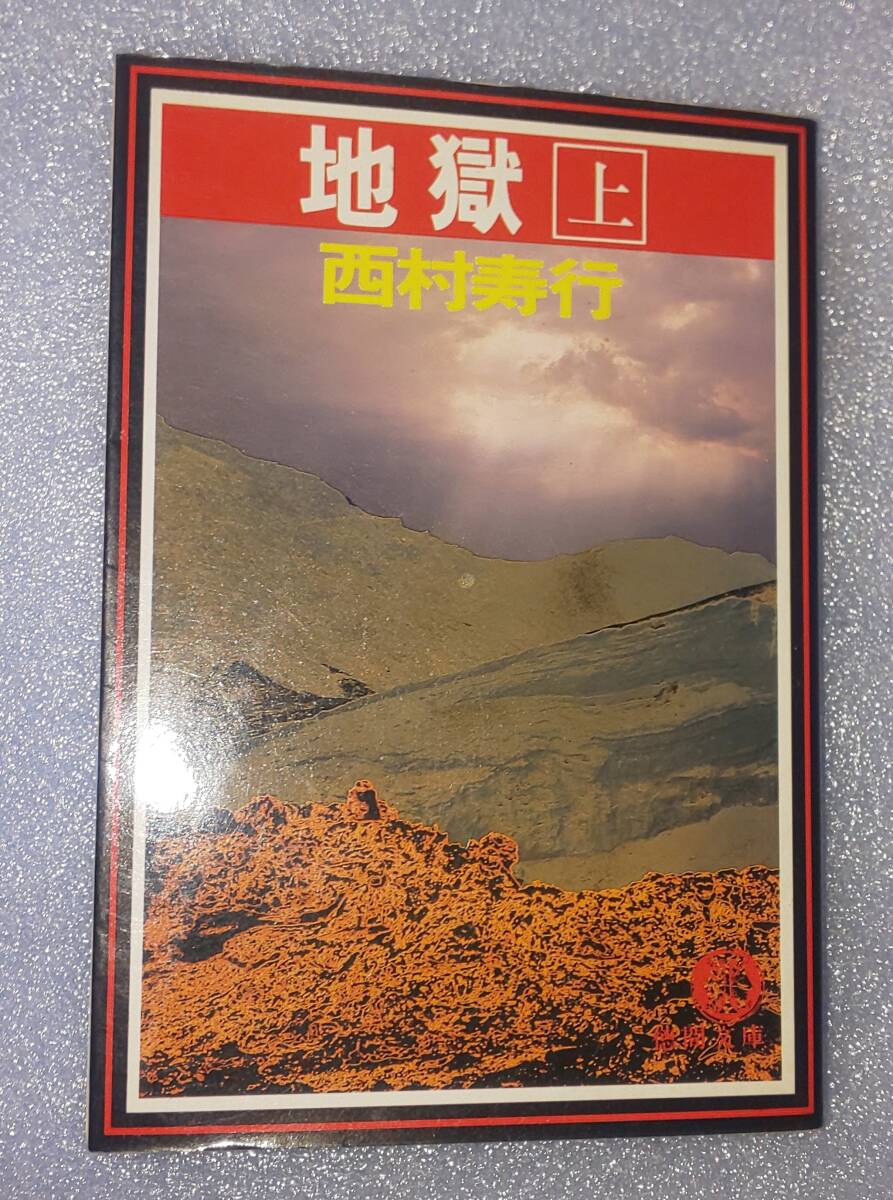 地獄 上
西村寿行
徳間文庫